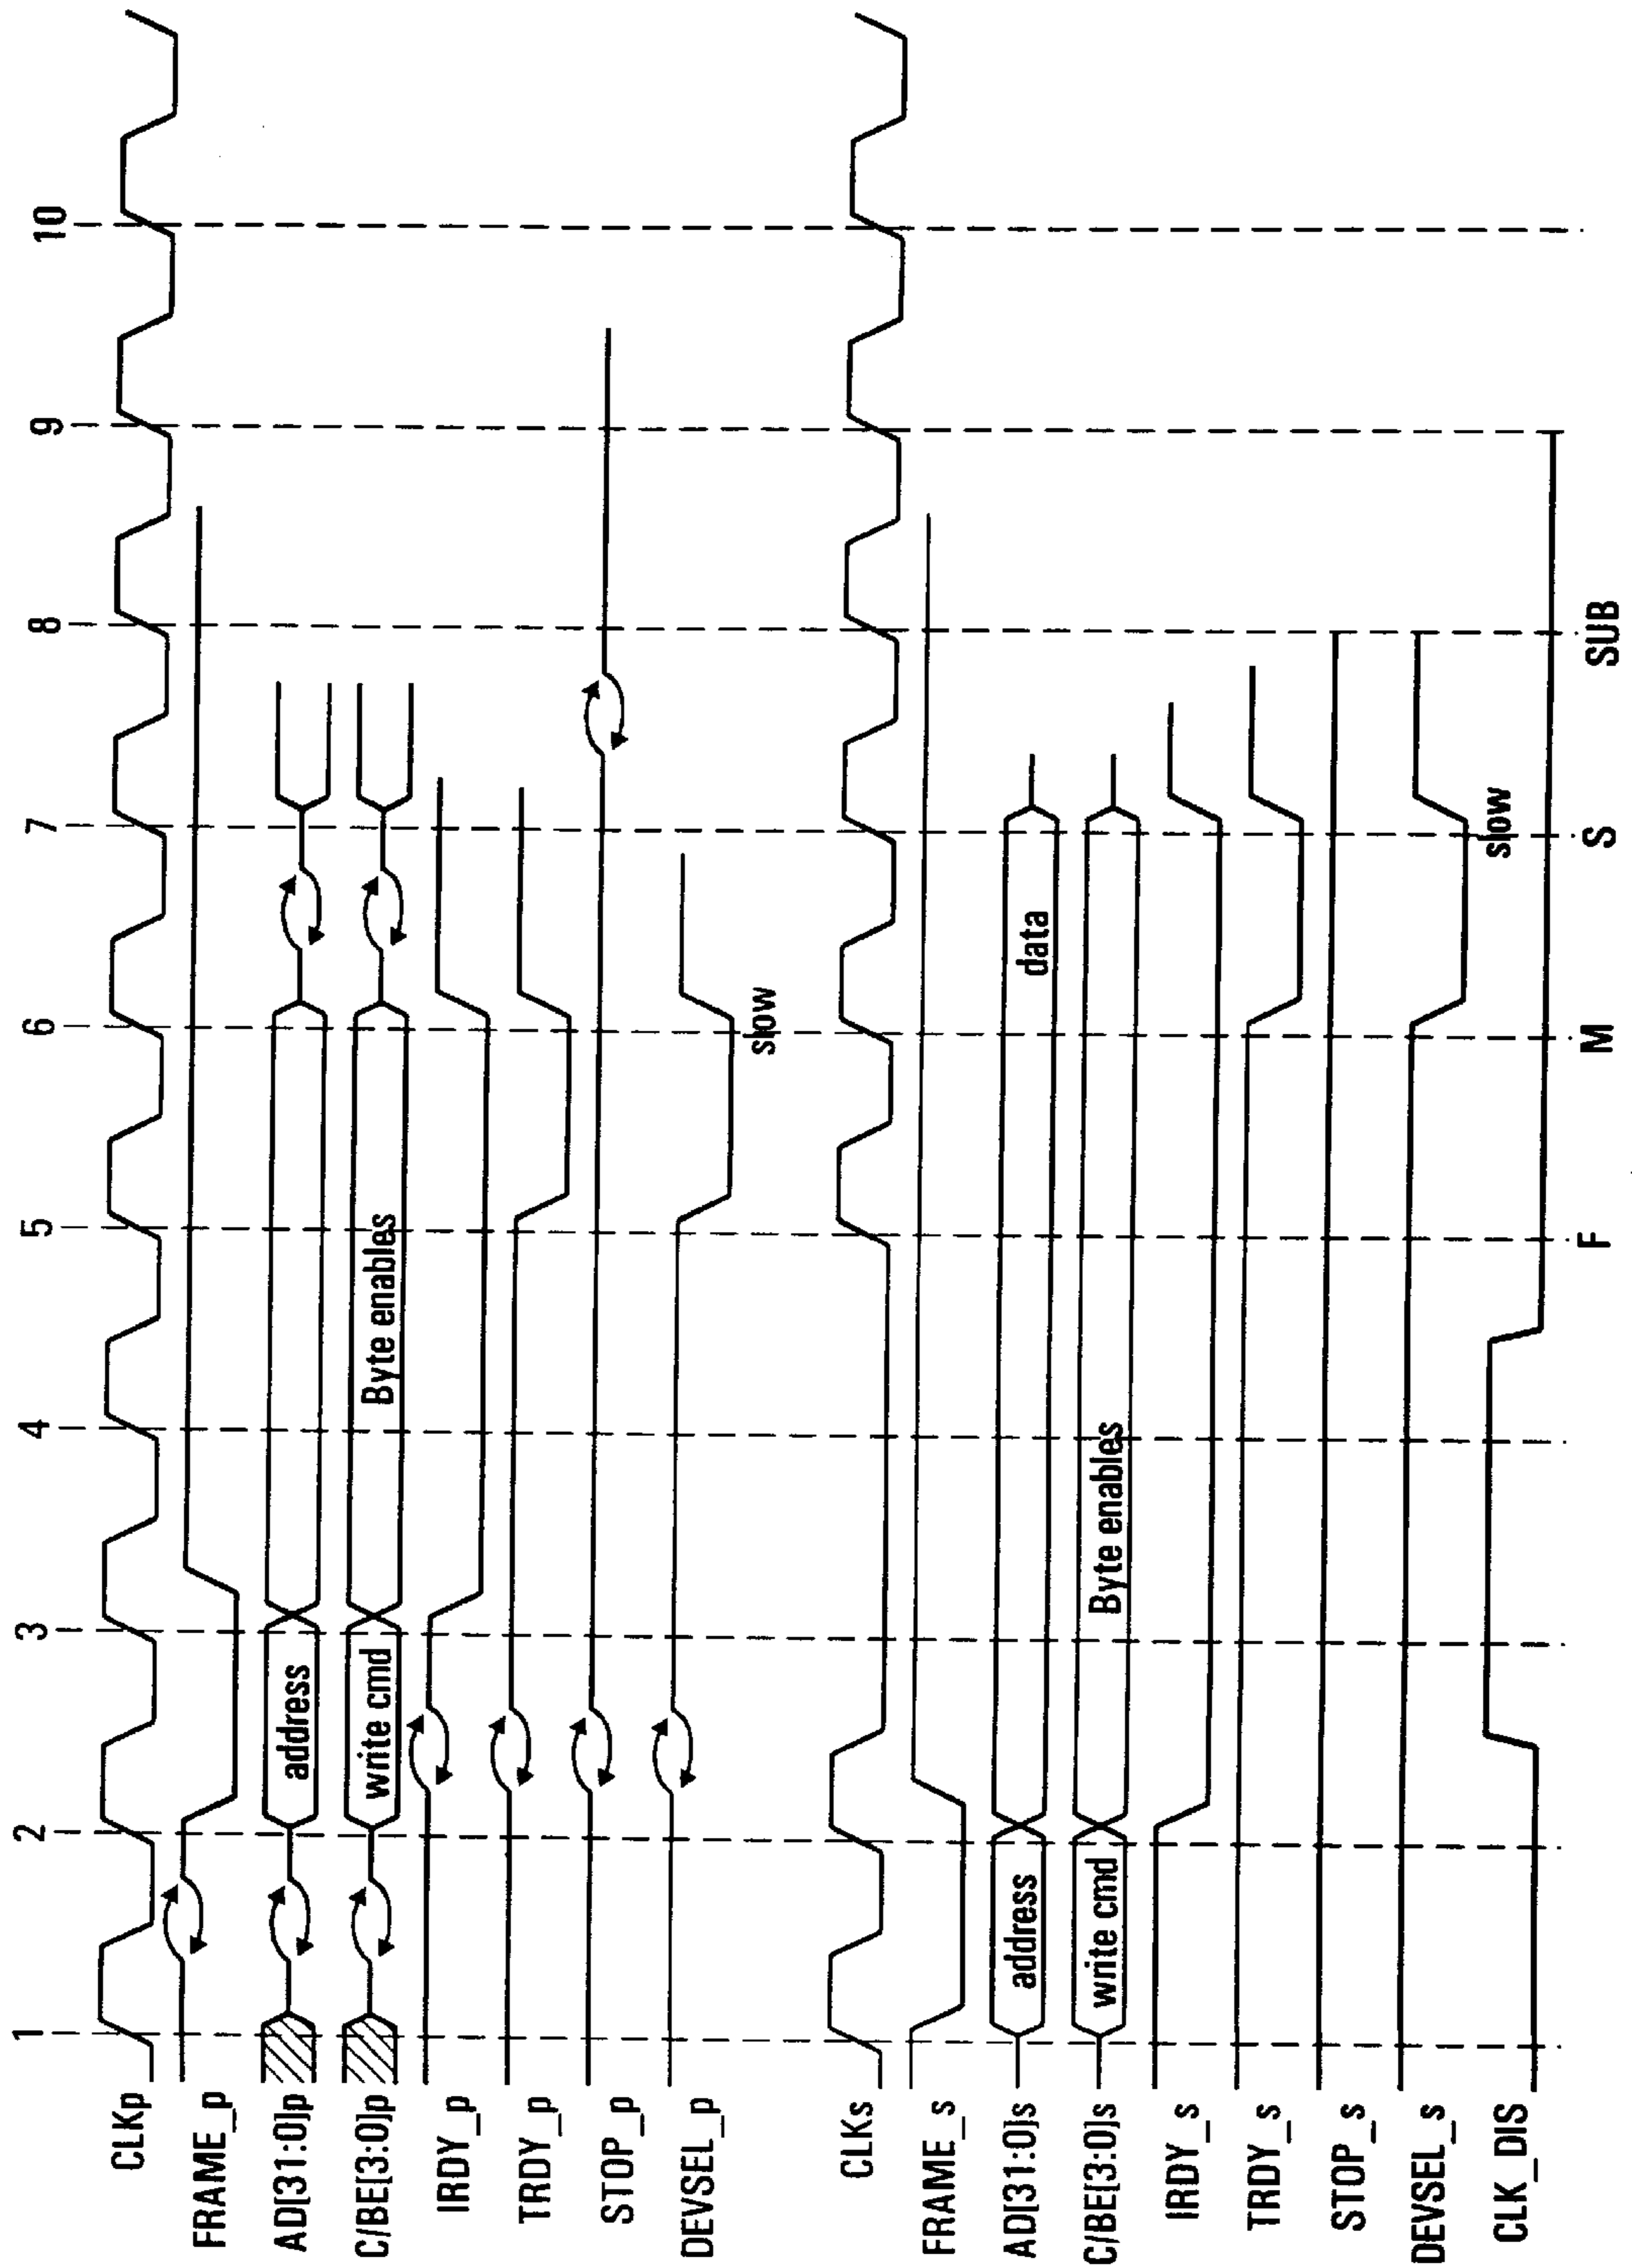 1 2 3 4 5 6 7 8 9 10
CLKp
FRAME_p
AD[31:0]p
address
C/BE[3:0]p
write cmd
Byte enables
IRDY_p
TRDY_p
STOP_p
DEVSEL_p
slow
CLKs
FRAME_s
AD[31:0]s
address
data
C/BE[3:0]s
write cmd
Byte enables
IRDY_s
TRDY_s
STOP_s
DEVSEL_s
slow
CLK_DIS
F M S SUB